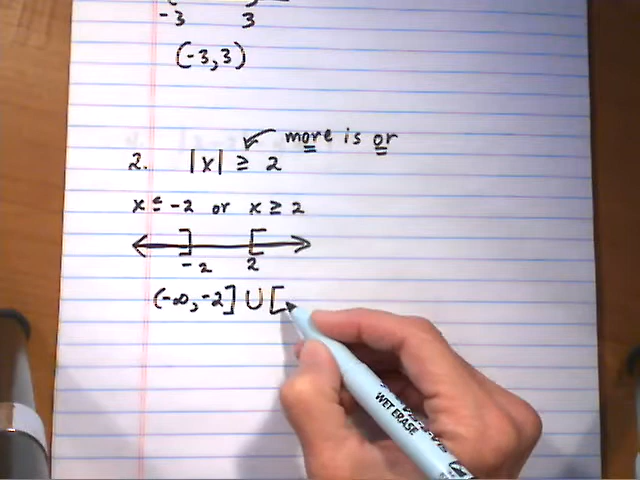 -3 3
(-3,3)
more is or
2. |x| ≥ 2
x ≤ -2 or x ≥ 2
-2 2
(-∞, -2] ∪ [
WET ERASE